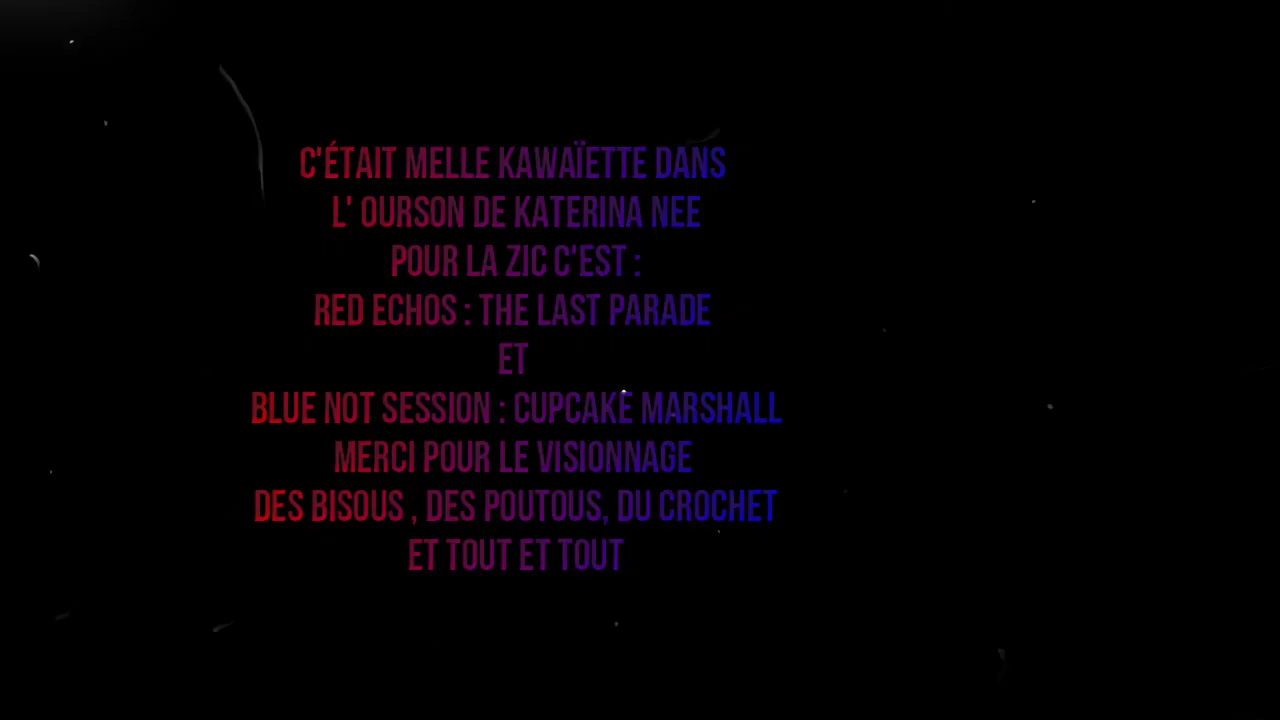 C'ÉTAIT MELLE KAWAÏETTE DANS
L' OURSON DE KATERINA NEE
POUR LA ZIC C'EST :
RED ECHOS : THE LAST PARADE
ET
BLUE NOT SESSION : CUPCAKE MARSHALL
MERCI POUR LE VISIONNAGE
DES BISOUS , DES POUTOUS, DU CROCHET
ET TOUT ET TOUT